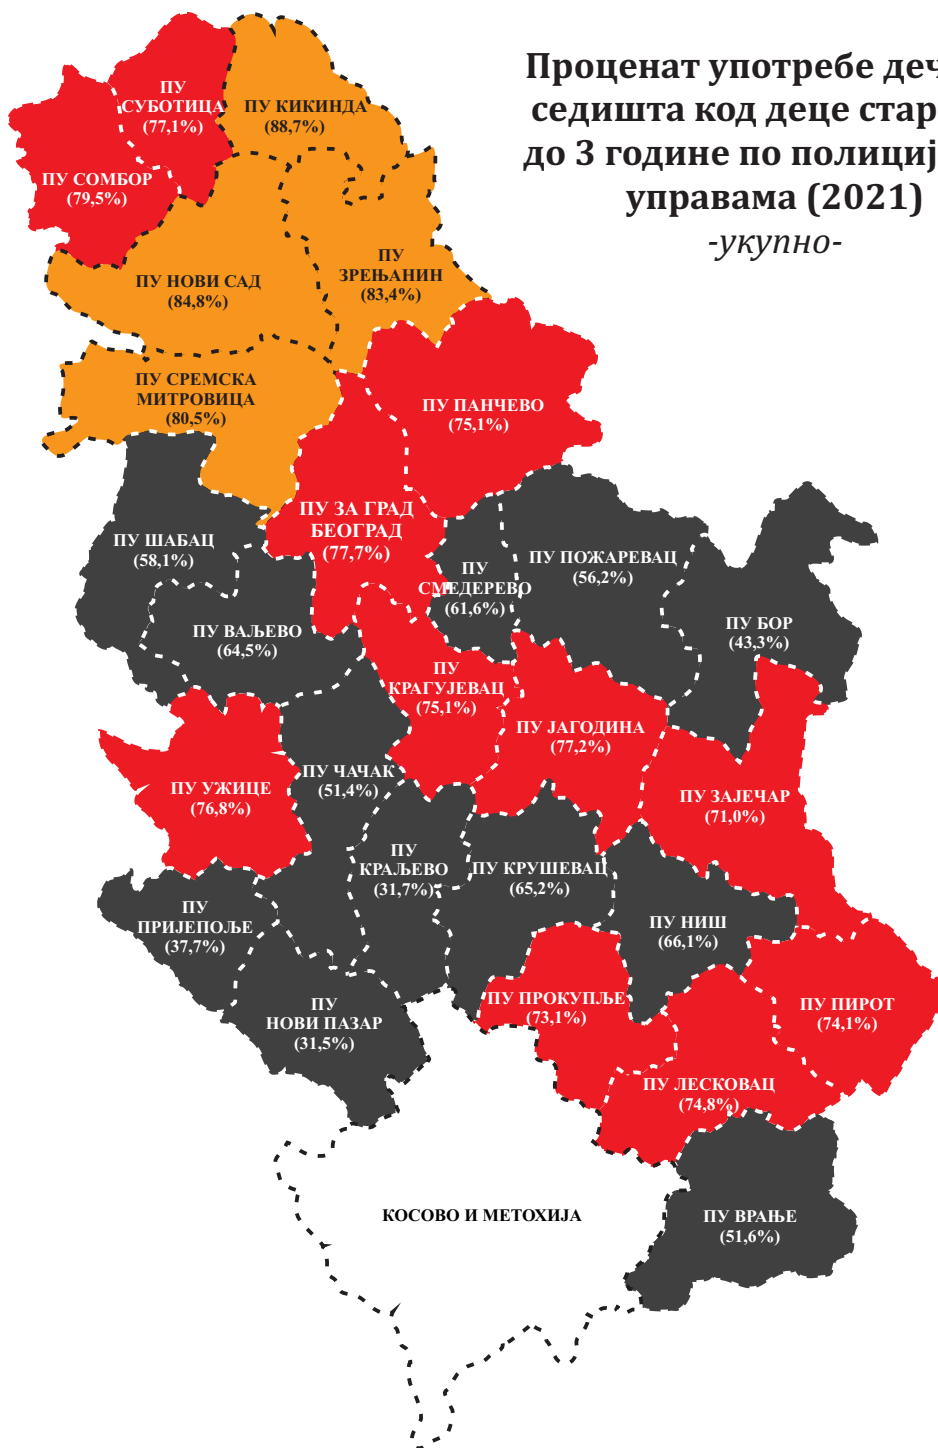 Проценат употребе
седишта код деце
до 3 године по
управама (2021)
-укупно-
ПУ
СУБОТИЦА
(77,1%)
ПУ КИКИНДА
(88,7%)
ПУ СОМБОР
(79,5%)
ПУ НОВИ САД
(84,8%)
ПУ
ЗРЕЊАНИН
(83,4%)
ПУ СРЕМСКА
МИТРОВИЦА
(80,5%)
ПУ ПАНЧЕВО
(75,1%)
ПУ ЗА ГРАД
БЕОГРАД
(77,7%)
ПУ ШАБАЦ
(58,1%)
ПУ
СМЕДЕРЕВО
(61,6%)
ПУ ПОЖАРЕВАЦ
(56,2%)
ПУ ВАЉЕВО
(64,5%)
ПУ БОР
(43,3%)
ПУ
КРАГУЈЕВАЦ
(75,1%)
ПУ ЈАГОДИНА
(77,2%)
ПУ УЖИЦЕ
(76,8%)
ПУ ЧАЧАК
(51,4%)
ПУ ЗАЈЕЧАР
(71,0%)
ПУ
КРАЉЕВО
(31,7%)
ПУ КРУШЕВАЦ
(65,2%)
ПУ
ПРИЈЕПОЉЕ
(37,7%)
ПУ НИШ
(66,1%)
ПУ
НОВИ ПАЗАР
(31,5%)
ПУ ПРОКУПЉЕ
(73,1%)
ПУ ПИРОТ
(74,1%)
ПУ ЛЕСКОВАЦ
(74,8%)
КОСОВО И МЕТОХИЈА
ПУ ВРАЊЕ
(51,6%)